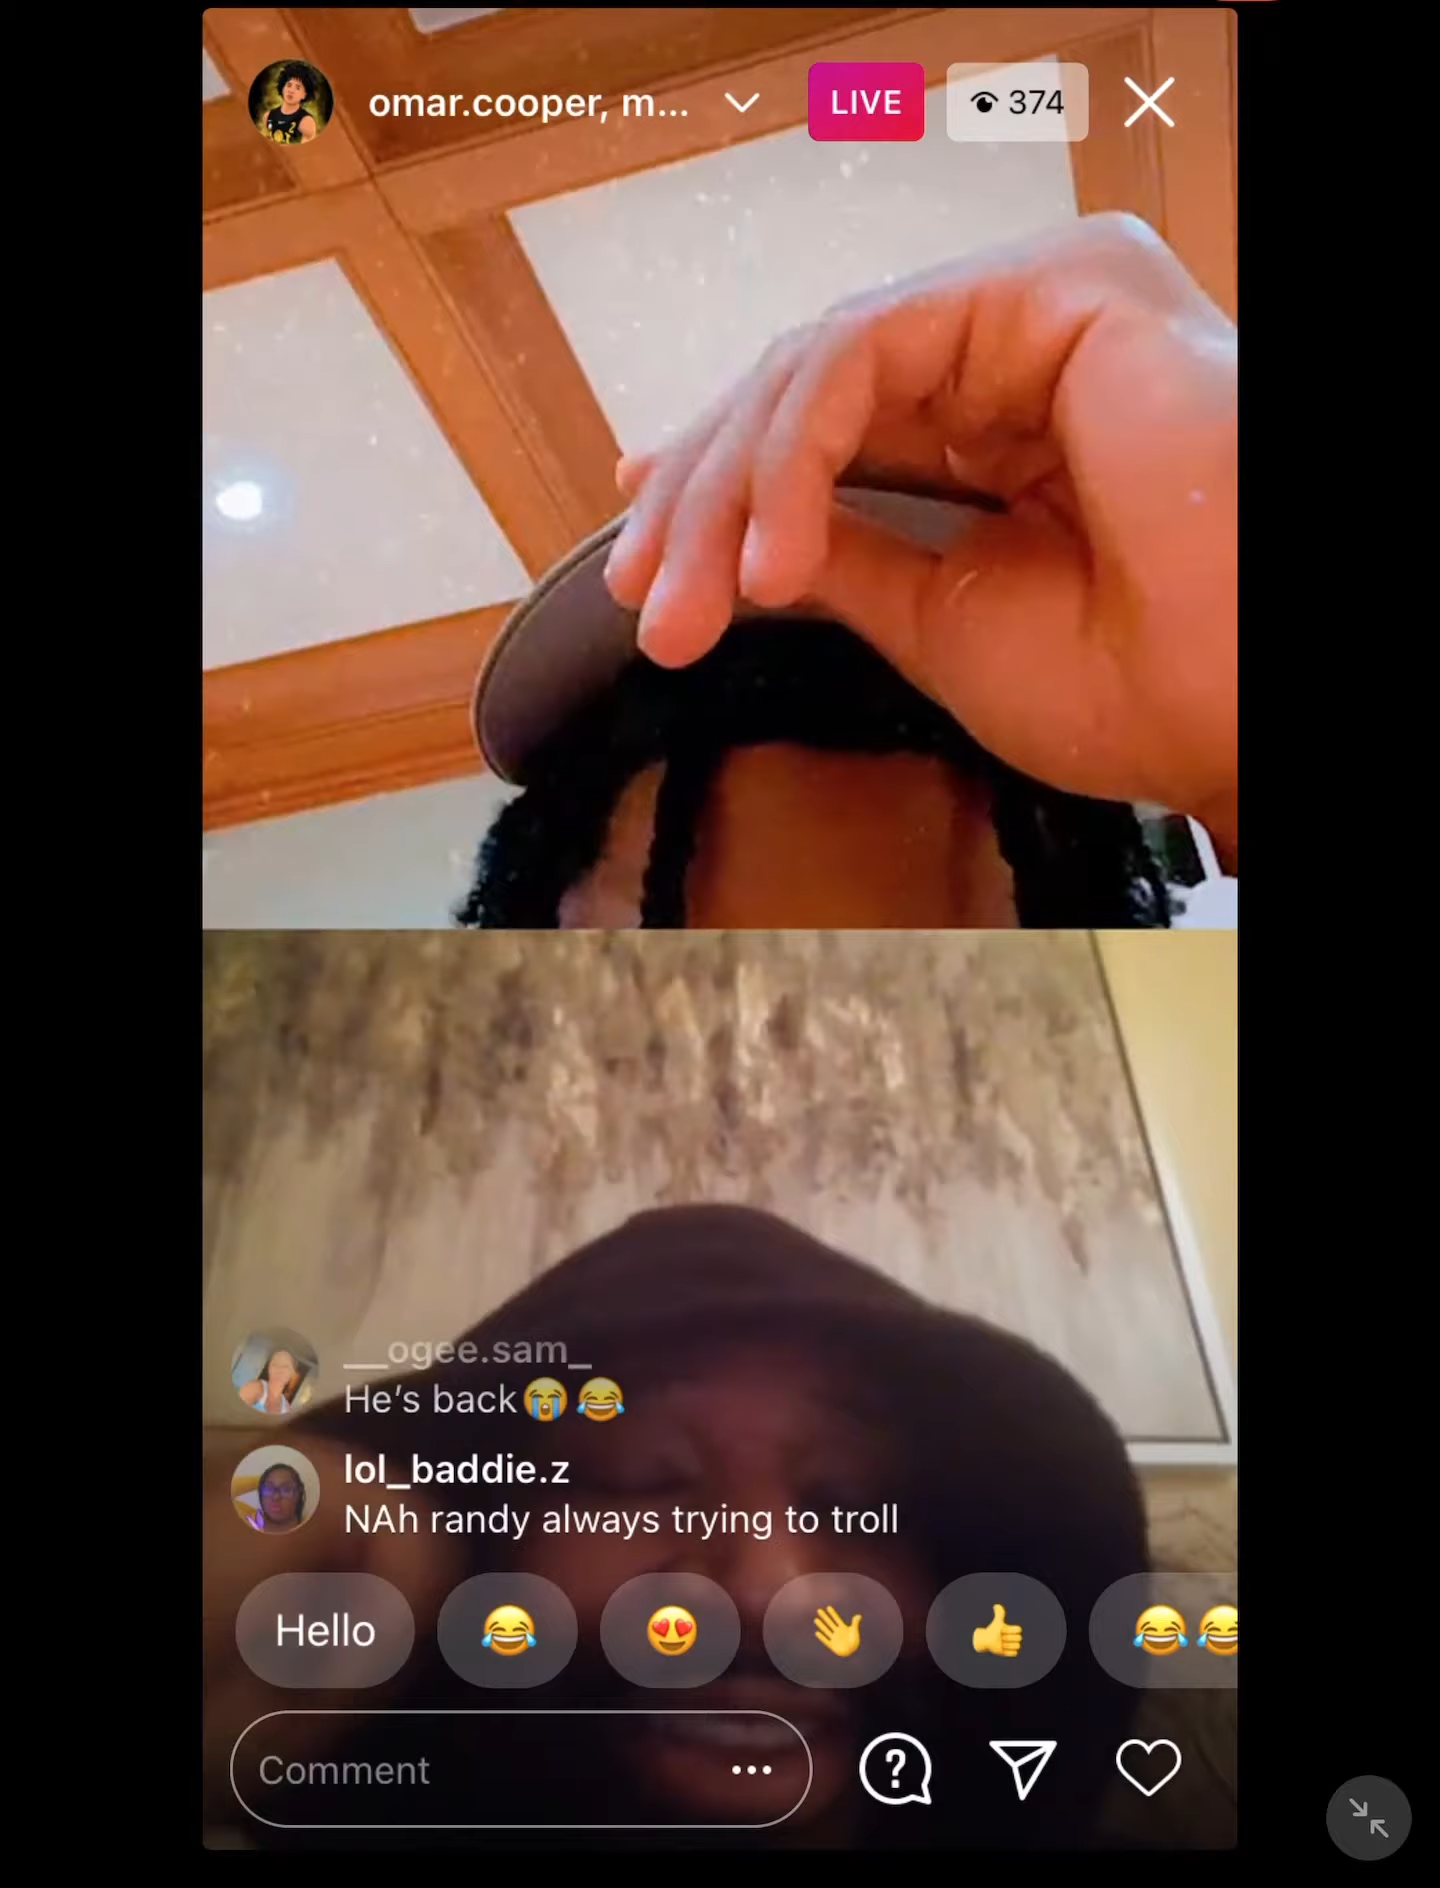 omar.cooper, m...
LIVE
374
__ogee.sam_
He’s back😭😂
lol_baddie.z
NAh randy always trying to troll
Hello
😂
😍
👋
👍
😂😂
Comment